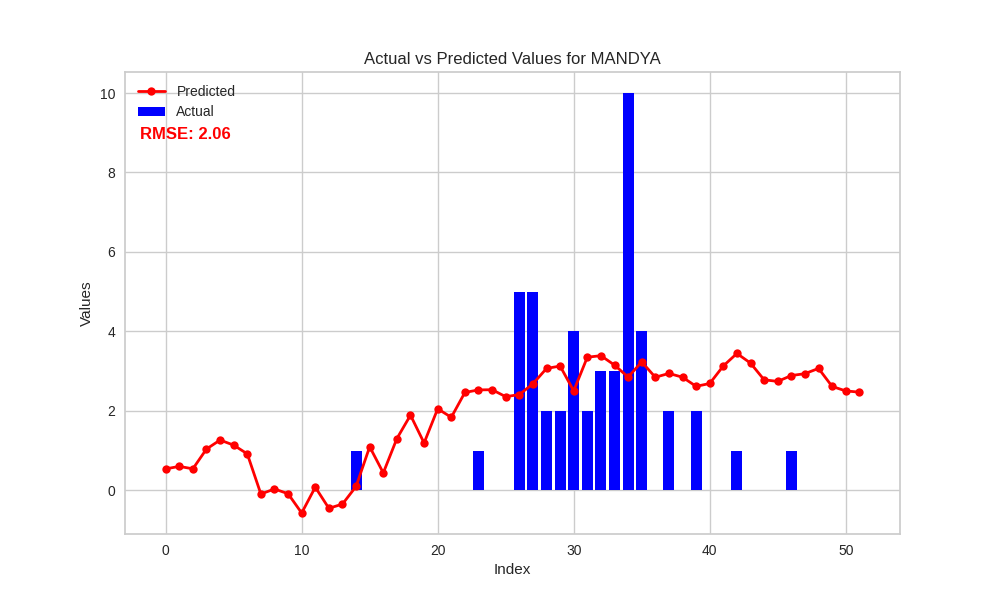 Actual vs Predicted Values for MANDYA
Predicted
Actual
RMSE: 2.06
Values
10
8
6
4
2
0
0 10 20 30 40 50
Index